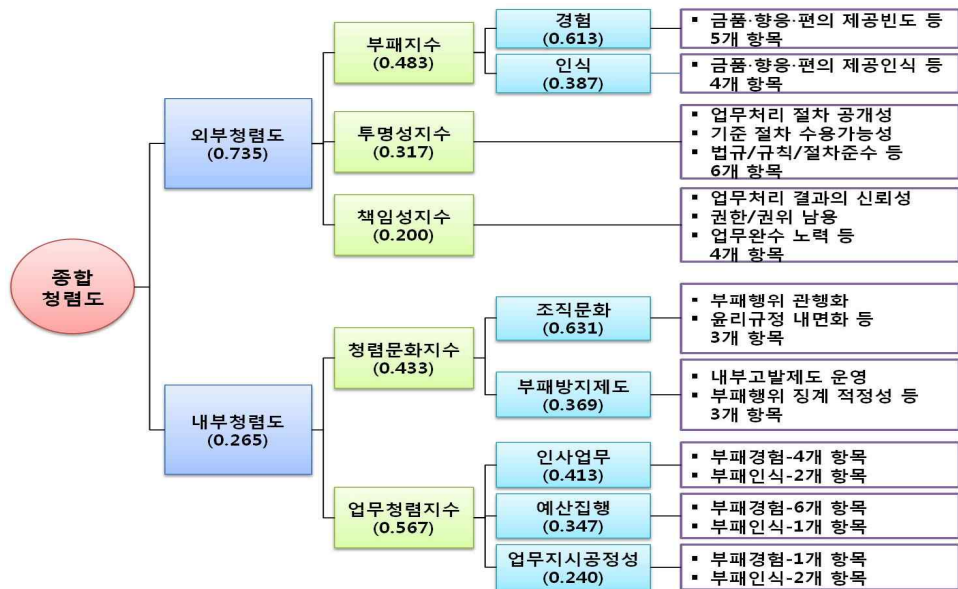 종합
청렴도
외부청렴도
(0.735)
부패지수
(0.483)
경험
(0.613)
▪ 금품·향응·편의 제공빈도 등
5개 항목
인식
(0.387)
▪ 금품·향응·편의 제공인식 등
4개 항목
투명성지수
(0.317)
▪ 업무처리 절차 공개성
▪ 기준 절차 수용가능성
▪ 법규/규칙/절차준수 등
6개 항목
책임성지수
(0.200)
▪ 업무처리 결과의 신뢰성
▪ 권한/권위 남용
▪ 업무완수 노력 등
4개 항목
내부청렴도
(0.265)
청렴문화지수
(0.433)
조직문화
(0.631)
▪ 부패행위 관행화
▪ 윤리규정 내면화 등
3개 항목
부패방지제도
(0.369)
▪ 내부고발제도 운영
▪ 부패행위 징계 적정성 등
3개 항목
업무청렴지수
(0.567)
인사업무
(0.413)
▪ 부패경험-4개 항목
▪ 부패인식-2개 항목
예산집행
(0.347)
▪ 부패경험-6개 항목
▪ 부패인식-1개 항목
업무지시공정성
(0.240)
▪ 부패경험-1개 항목
▪ 부패인식-2개 항목